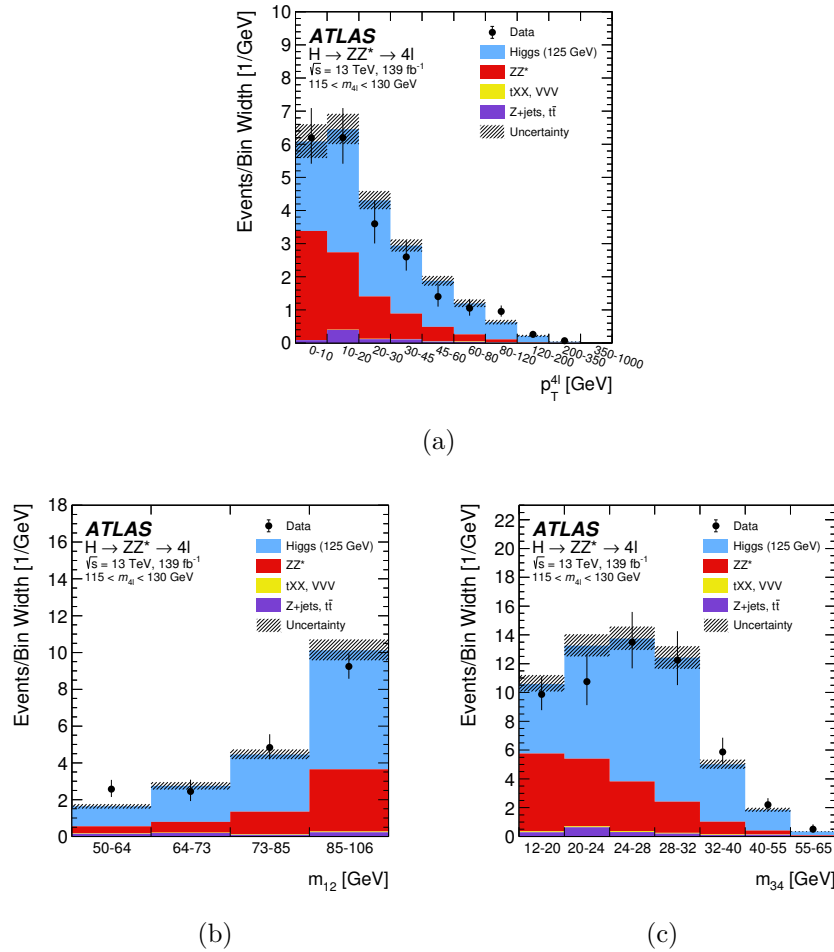 ATLAS
H → ZZ* → 4l
√s = 13 TeV, 139 fb⁻¹
115 < m₄ₗ < 130 GeV
Data
Higgs (125 GeV)
ZZ*
tXX, VVV
Z+jets, tt̄
Uncertainty
Events/Bin Width [1/GeV]
10
9
8
7
6
5
4
3
2
1
0
0-10 10-20 20-30 30-45 45-60 60-80 80-120 120-200 200-350 350-1000
p_T^4l [GeV]
(a)
ATLAS
H → ZZ* → 4l
√s = 13 TeV, 139 fb⁻¹
115 < m₄ₗ < 130 GeV
Data
Higgs (125 GeV)
ZZ*
tXX, VVV
Z+jets, tt̄
Uncertainty
Events/Bin Width [1/GeV]
18
16
14
12
10
8
6
4
2
0
50-64 64-73 73-85 85-106
m₁₂ [GeV]
(b)
ATLAS
H → ZZ* → 4l
√s = 13 TeV, 139 fb⁻¹
115 < m₄ₗ < 130 GeV
Data
Higgs (125 GeV)
ZZ*
tXX, VVV
Z+jets, tt̄
Uncertainty
Events/Bin Width [1/GeV]
22
20
18
16
14
12
10
8
6
4
2
0
12-20 20-24 24-28 28-32 32-40 40-55 55-65
m₃₄ [GeV]
(c)